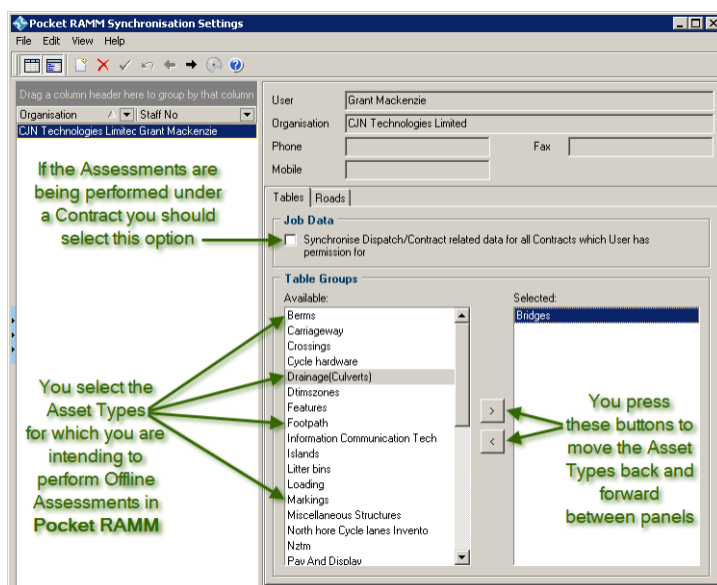 Pocket RAMM Synchronisation Settings
File Edit View Help
Drag a column header here to group by that column
Organisation Staff No
CJN Technologies Limitec Grant Mackenzie
If the Assessments are
being performed under
a Contract you should
select this option
You select the
Asset Types
for which you are
intending to
perform Offline
Assessments in
Pocket RAMM
User Grant Mackenzie
Organisation CJN Technologies Limited
Phone Fax
Mobile
Tables Roads
Job Data
Synchronise Dispatch/Contract related data for all Contracts which User has
permission for
Table Groups
Available:
Berms
Carriageway
Crossings
Cycle hardware
Drainage(Culverts)
Dtimszones
Features
Footpath
Information Communication Tech
Islands
Litter bins
Loading
Markings
Miscellaneous Structures
North hore Cycle lanes Invento
Nztm
Pay And Display
>
<
Selected:
Bridges
You press
these buttons to
move the Asset
Types back and
forward
between panels